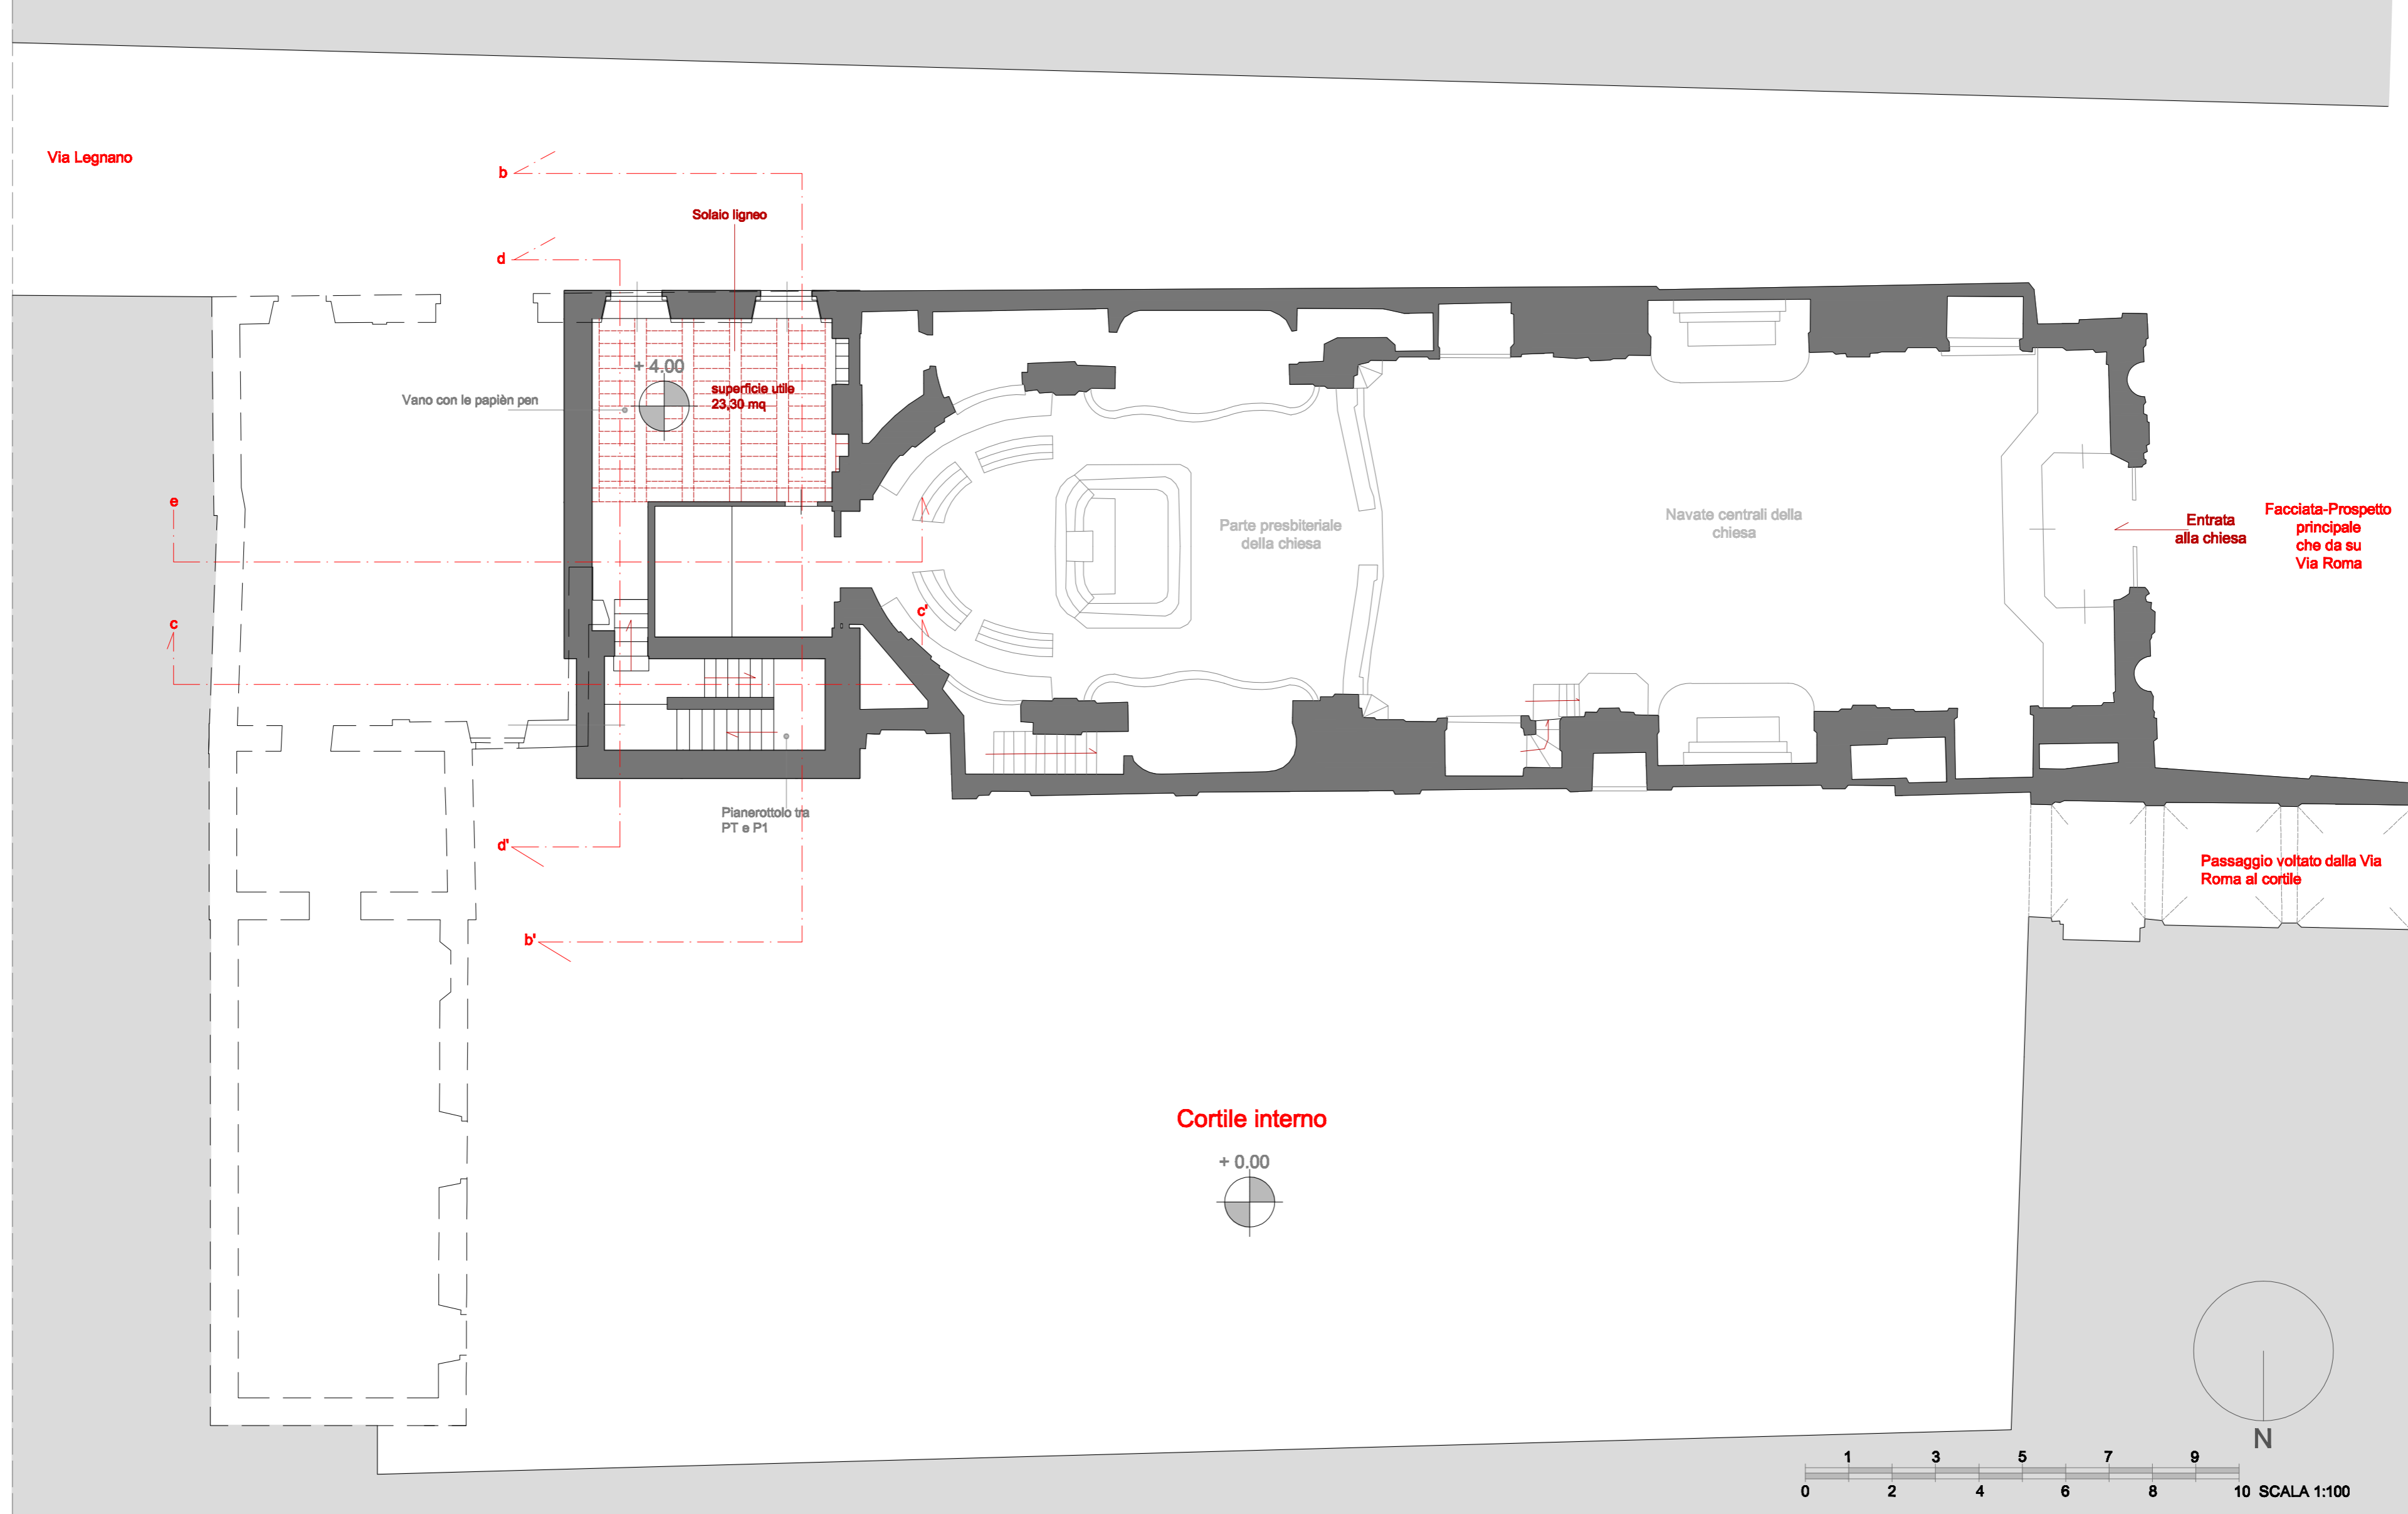 Via Legnano
b
Solaio ligneo
d
+ 4.00
superficie utile
23,30 mq
Vano con le papièn pen
e
Parte presbiteriale
della chiesa
Navate centrali della
chiesa
Entrata
alla chiesa
Facciata-Prospetto
principale
che da su
Via Roma
c
c'
Pianerottolo tra
PT e P1
d'
b'
Passaggio voltato dalla Via
Roma al cortile
Cortile interno
+ 0.00
N
1 3 5 7 9
0 2 4 6 8 10 SCALA 1:100